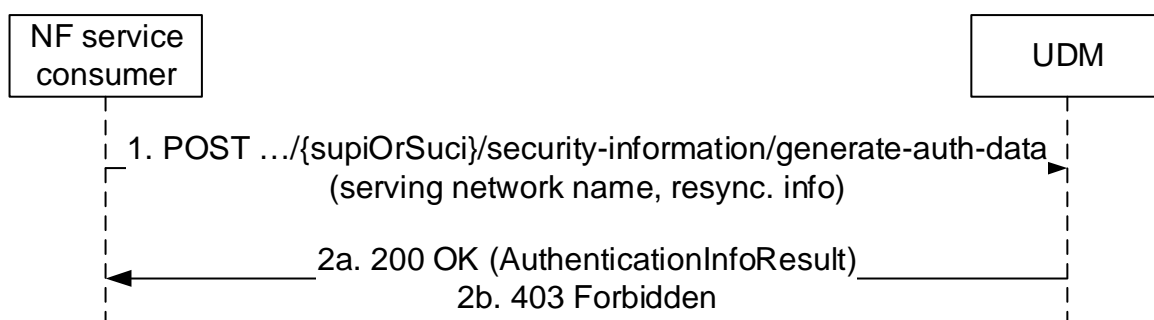 NF service
consumer
UDM
1. POST …/{supiOrSuci}/security-information/generate-auth-data
(serving network name, resync. info)
2a. 200 OK (AuthenticationInfoResult)
2b. 403 Forbidden